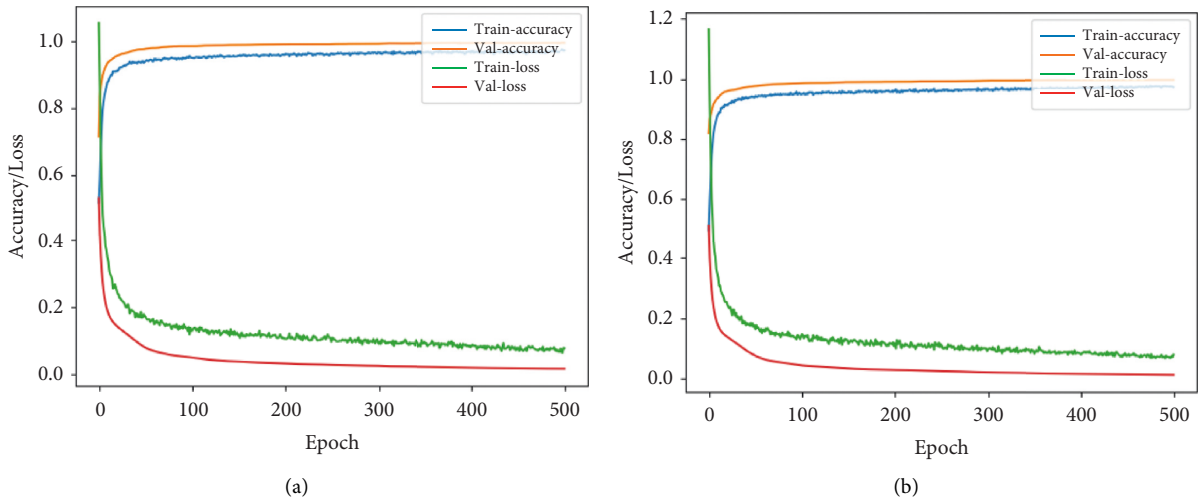 Accuracy/Loss
1.0
0.8
0.6
0.4
0.2
0.0
Train-accuracy
Val-accuracy
Train-loss
Val-loss
0 100 200 300 400 500
Epoch
(a)
Accuracy/Loss
1.2
1.0
0.8
0.6
0.4
0.2
0.0
Train-accuracy
Val-accuracy
Train-loss
Val-loss
0 100 200 300 400 500
Epoch
(b)